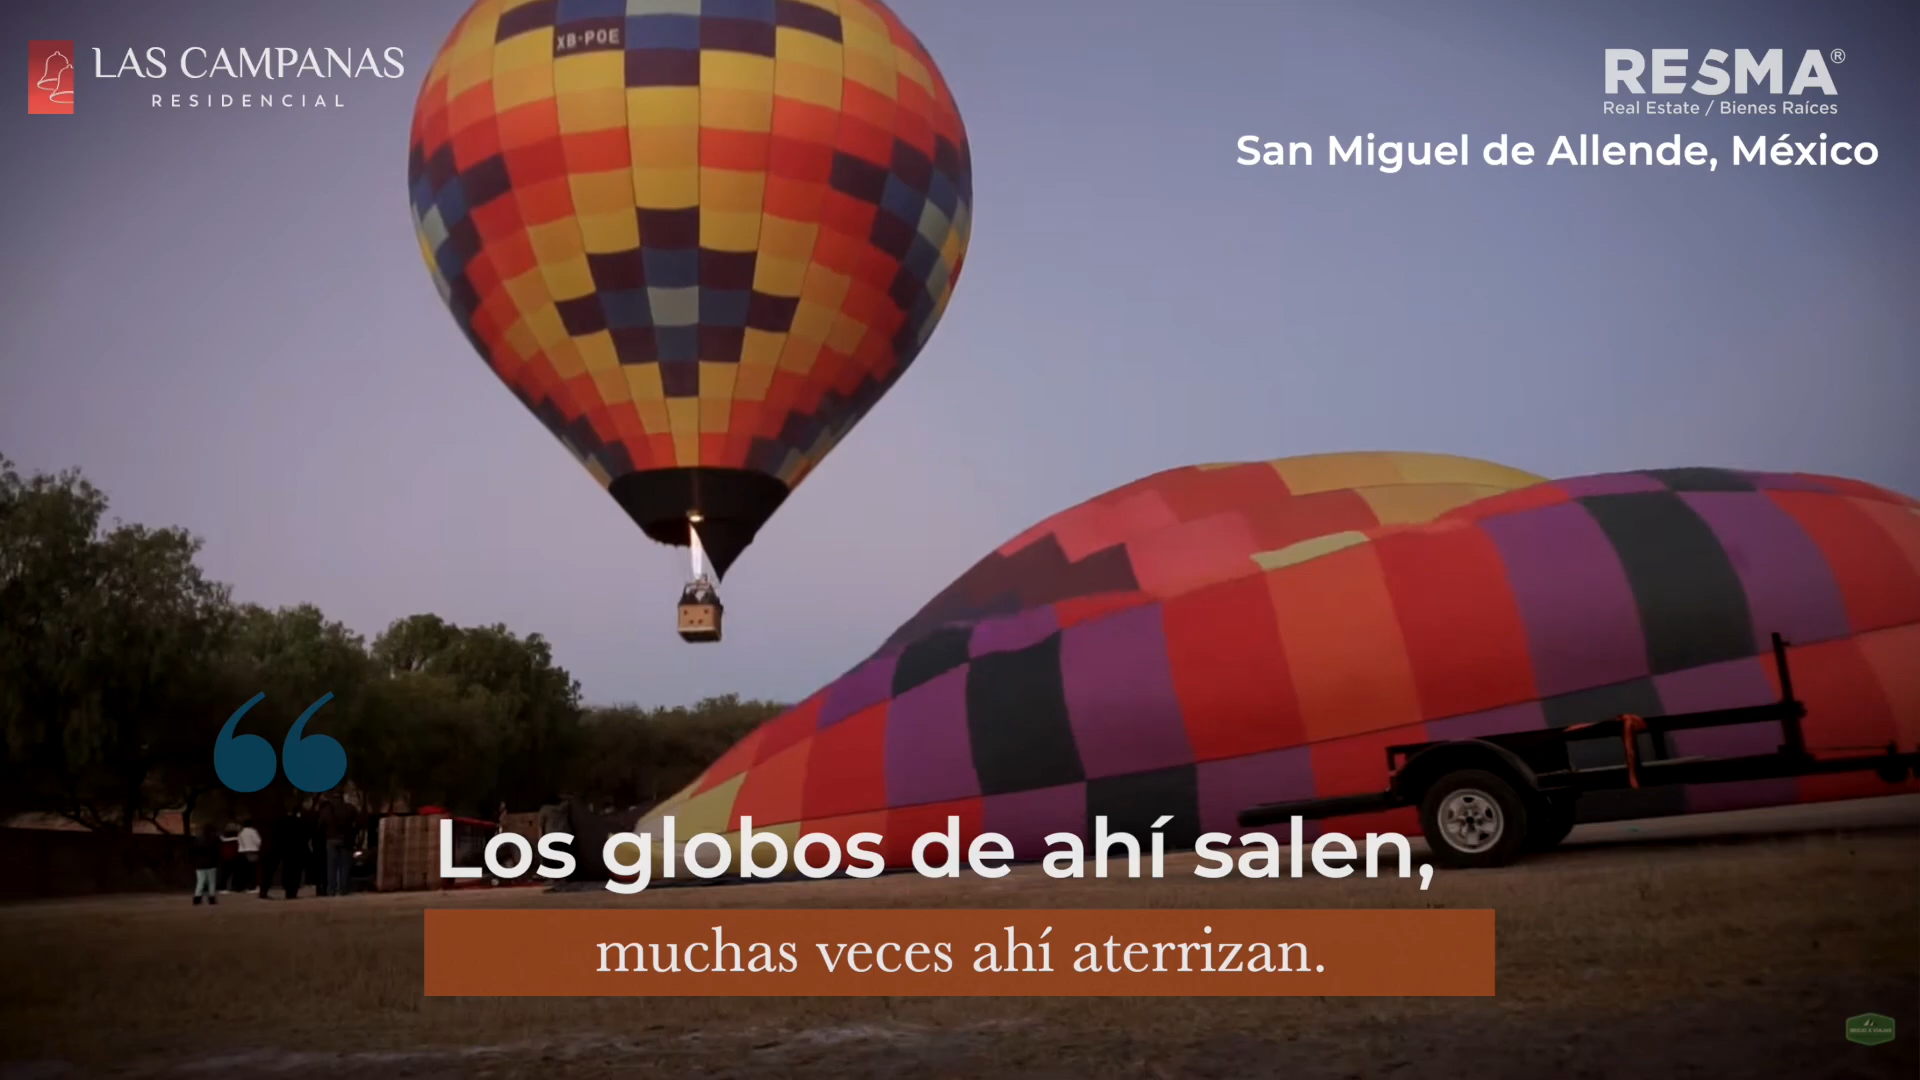 XB-POE
LAS CAMPANAS
RESIDENCIAL
RESMA®
Real Estate / Bienes Raíces
San Miguel de Allende, México
“
Los globos de ahí salen,
muchas veces ahí aterrizan.